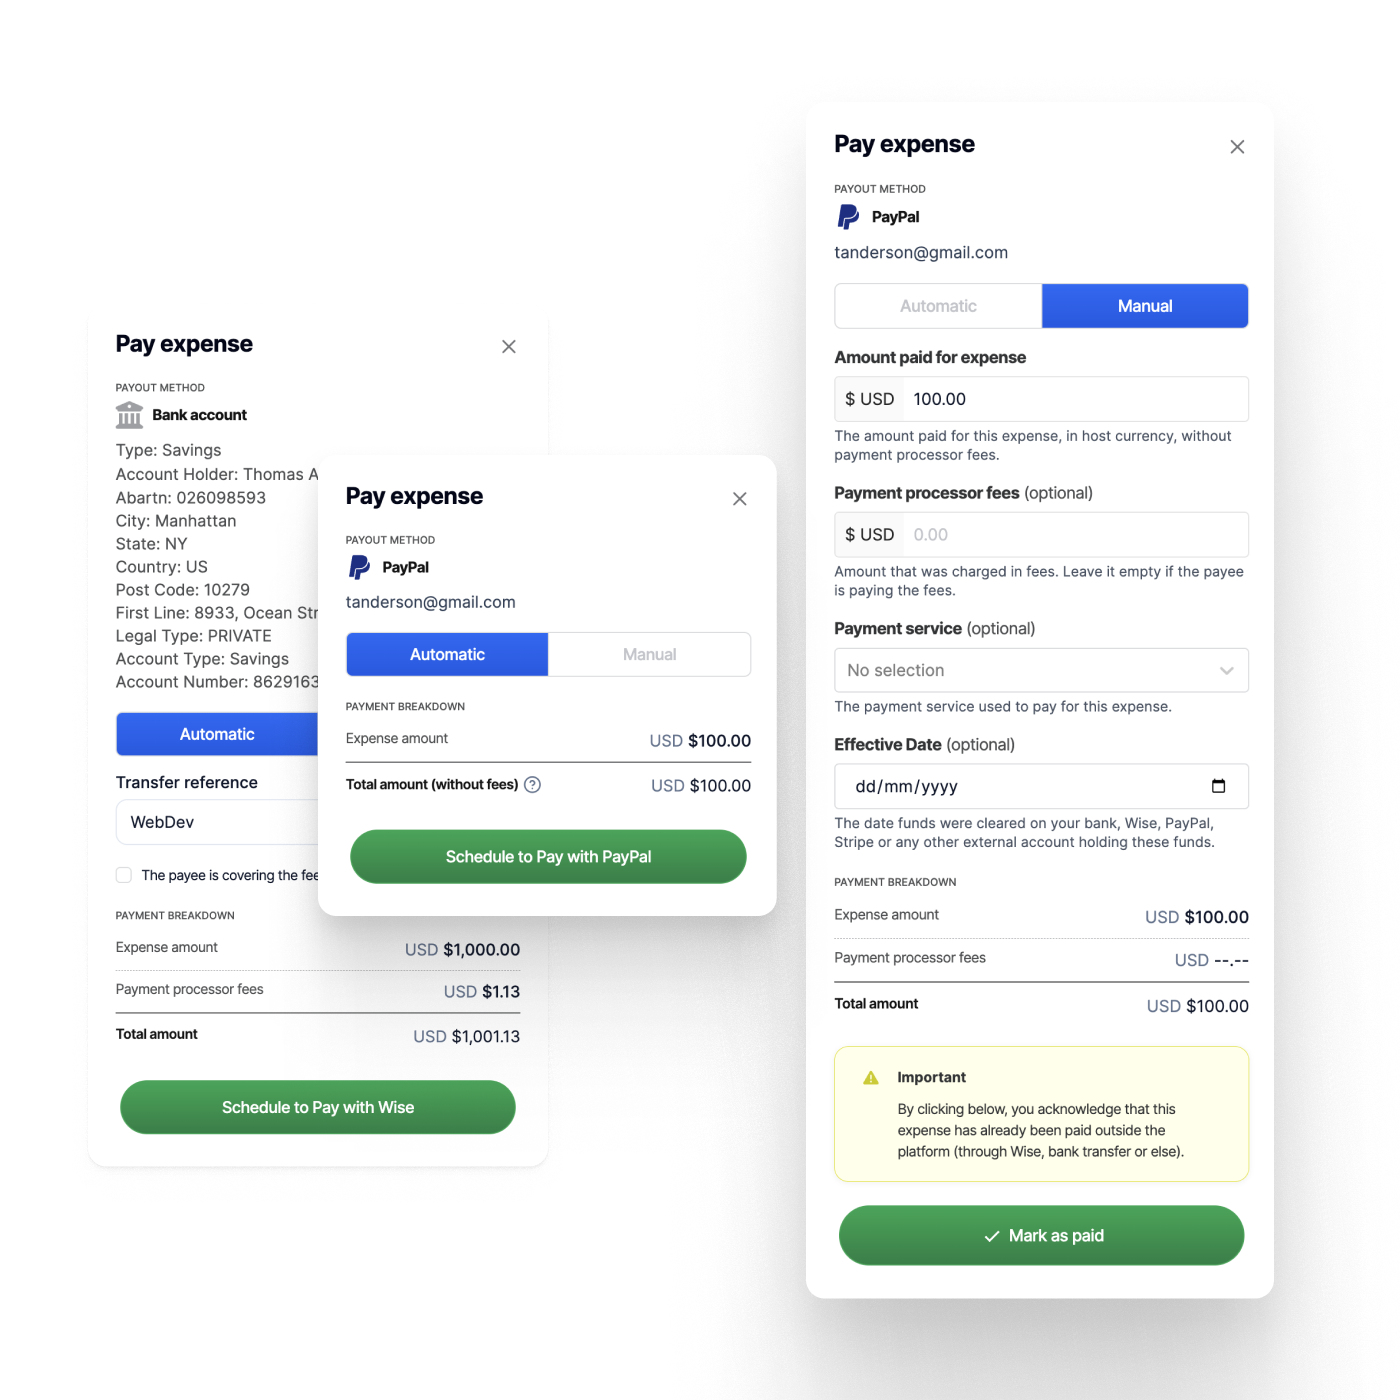 Pay expense
PAYOUT METHOD
Bank account
Type: Savings
Account Holder: Thomas A
Abartn: 026098593
City: Manhattan
State: NY
Country: US
Post Code: 10279
First Line: 8933, Ocean Str
Legal Type: PRIVATE
Account Type: Savings
Account Number: 8629163
Automatic
Transfer reference
WebDev
The payee is covering the fee
PAYMENT BREAKDOWN
Expense amount USD $1,000.00
Payment processor fees USD $1.13
Total amount USD $1,001.13
Schedule to Pay with Wise
Pay expense
PAYOUT METHOD
PayPal
tanderson@gmail.com
Automatic Manual
PAYMENT BREAKDOWN
Expense amount USD $100.00
Total amount (without fees) ? USD $100.00
Schedule to Pay with PayPal
Pay expense
PAYOUT METHOD
PayPal
tanderson@gmail.com
Automatic Manual
Amount paid for expense
$ USD 100.00
The amount paid for this expense, in host currency, without
payment processor fees.
Payment processor fees (optional)
$ USD 0.00
Amount that was charged in fees. Leave it empty if the payee
is paying the fees.
Payment service (optional)
No selection
The payment service used to pay for this expense.
Effective Date (optional)
dd/mm/yyyy
The date funds were cleared on your bank, Wise, PayPal,
Stripe or any other external account holding these funds.
PAYMENT BREAKDOWN
Expense amount USD $100.00
Payment processor fees USD --.--
Total amount USD $100.00
Important
By clicking below, you acknowledge that this
expense has already been paid outside the
platform (through Wise, bank transfer or else).
Mark as paid